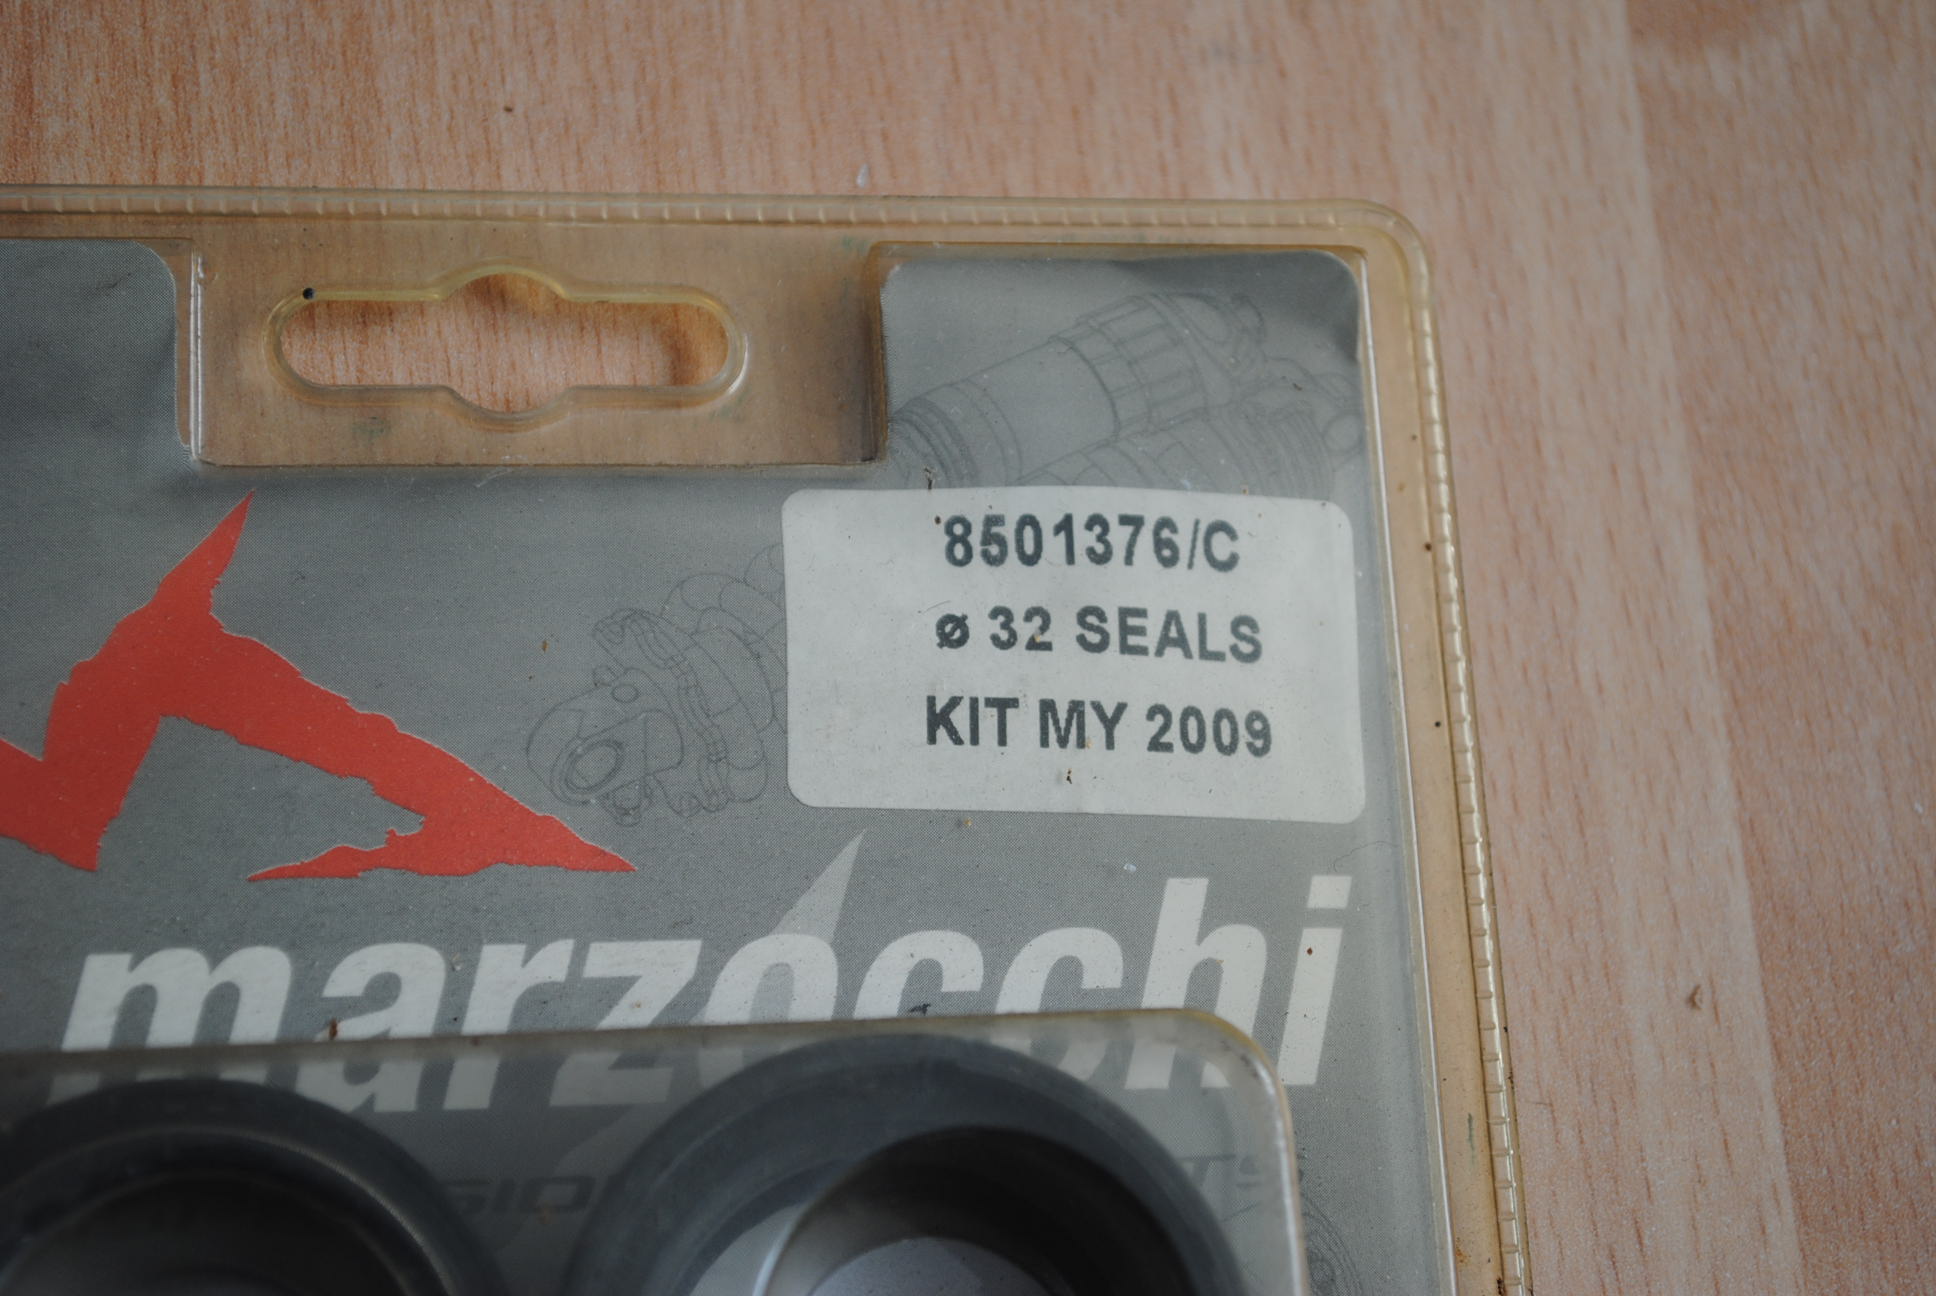 8501376/C
ø 32 SEALS
KIT MY 2009
marzocchi